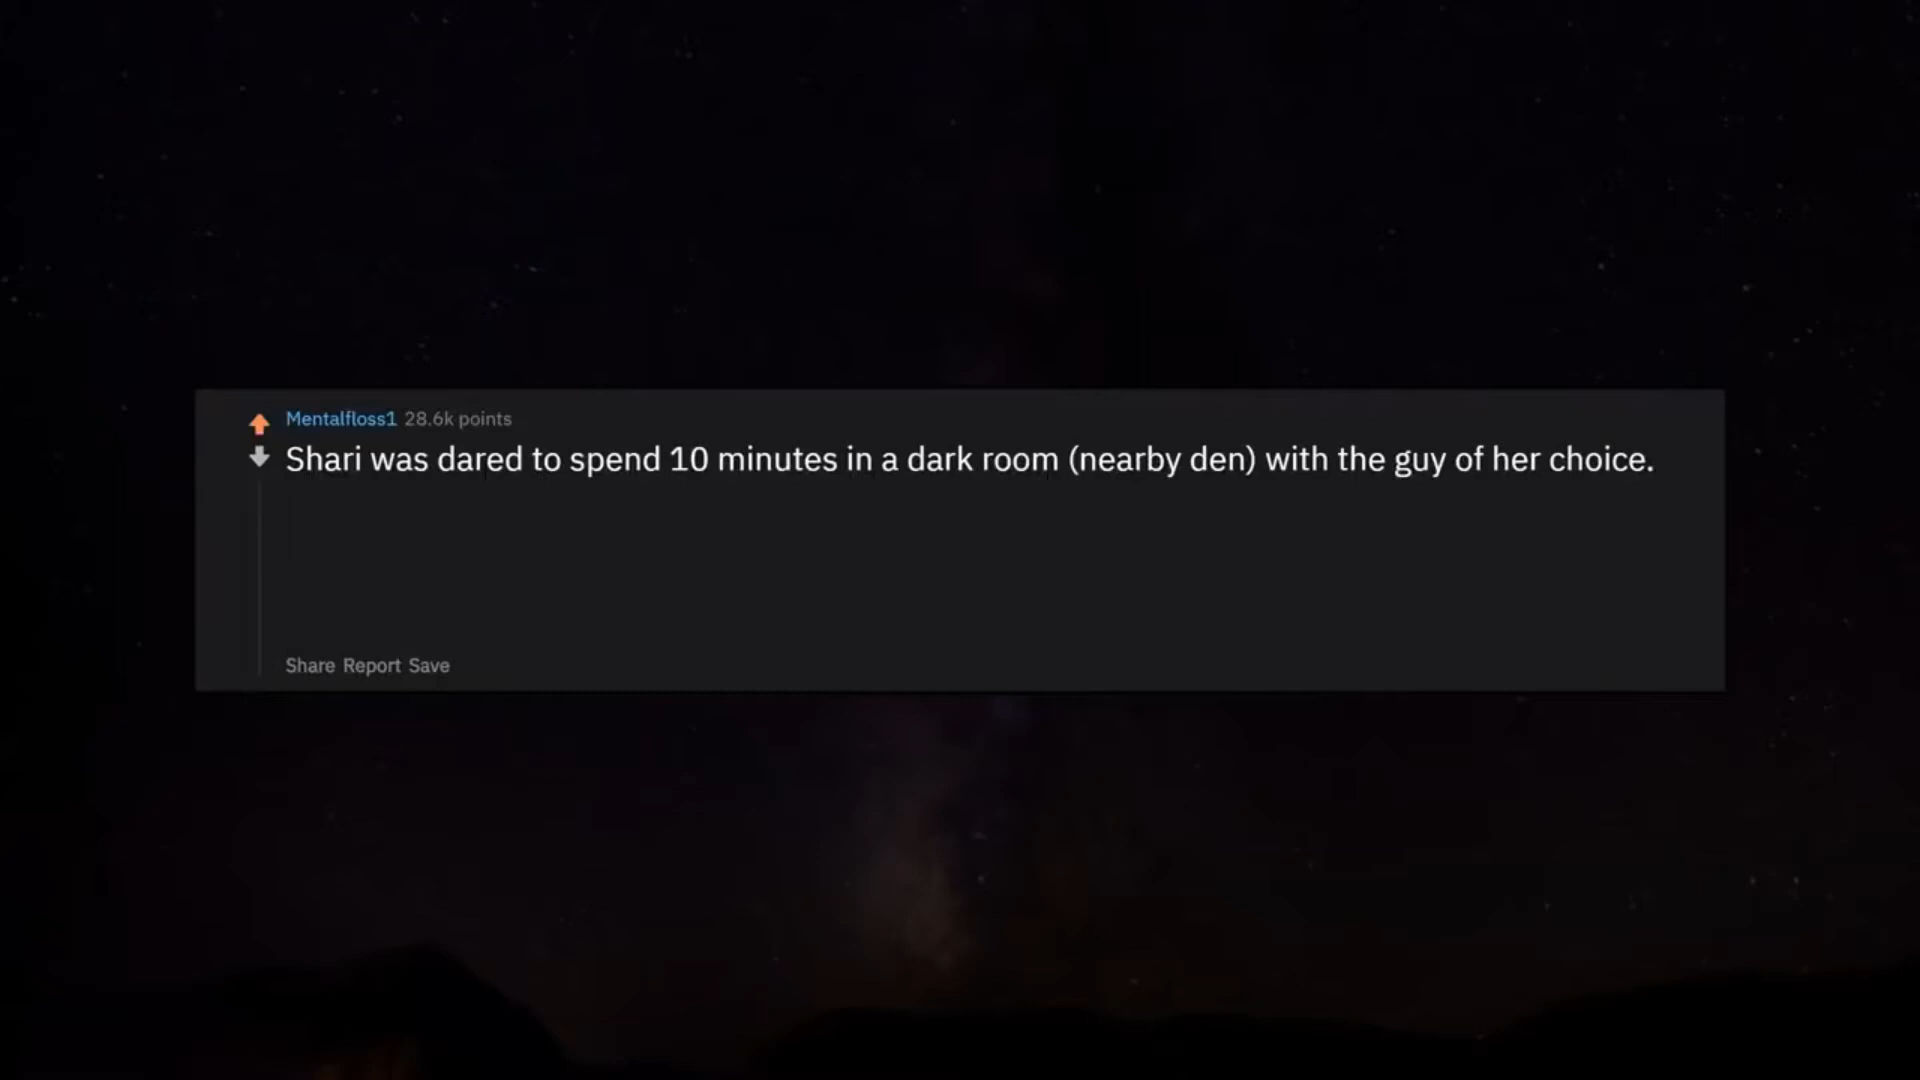 Mentalfloss1 28.6k points
Shari was dared to spend 10 minutes in a dark room (nearby den) with the guy of her choice.
Share Report Save